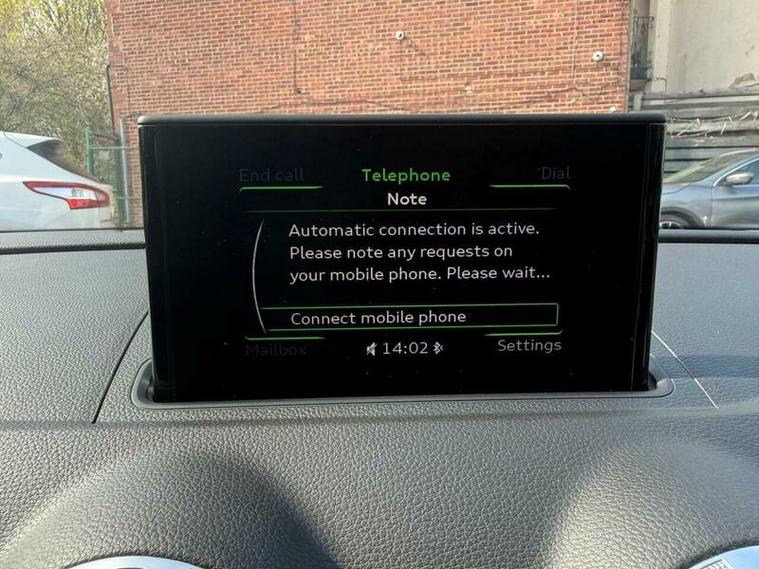 End call Telephone Dial
Note
Automatic connection is active.
Please note any requests on
your mobile phone. Please wait...
Connect mobile phone
Mailbox 14:02 Settings